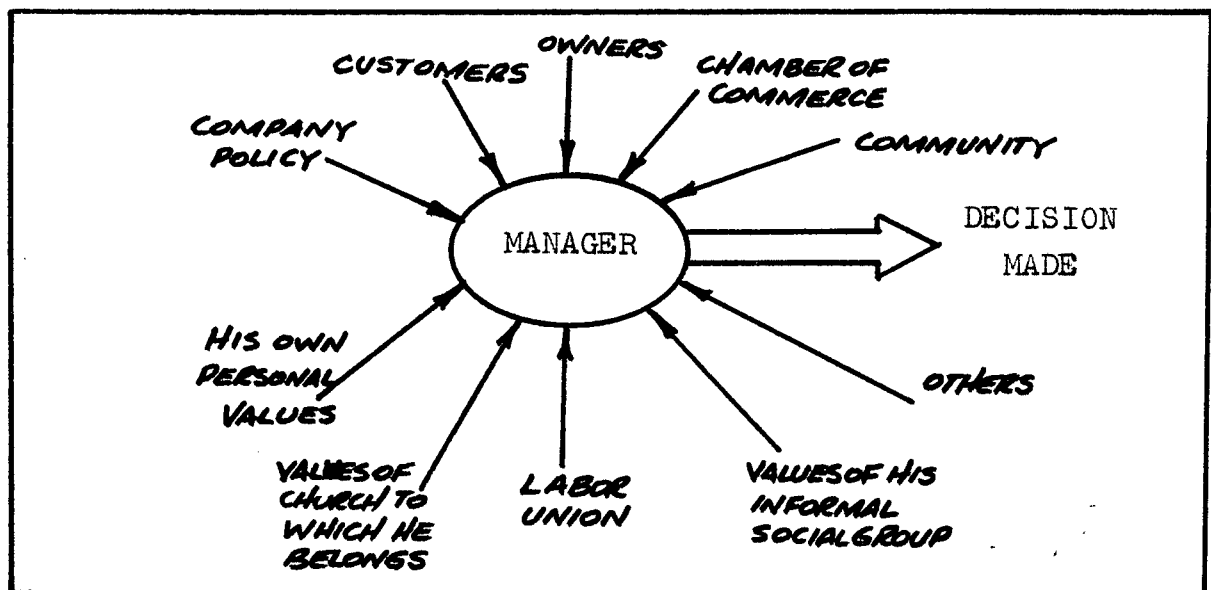 OWNERS
CUSTOMERS
CHAMBER OF
COMMERCE
COMPANY
POLICY
COMMUNITY
MANAGER
DECISION
MADE
HIS OWN
PERSONAL
VALUES
OTHERS
VALUES OF
CHURCH TO
WHICH HE
BELONGS
LABOR
UNION
VALUES OF HIS
INFORMAL
SOCIAL GROUP